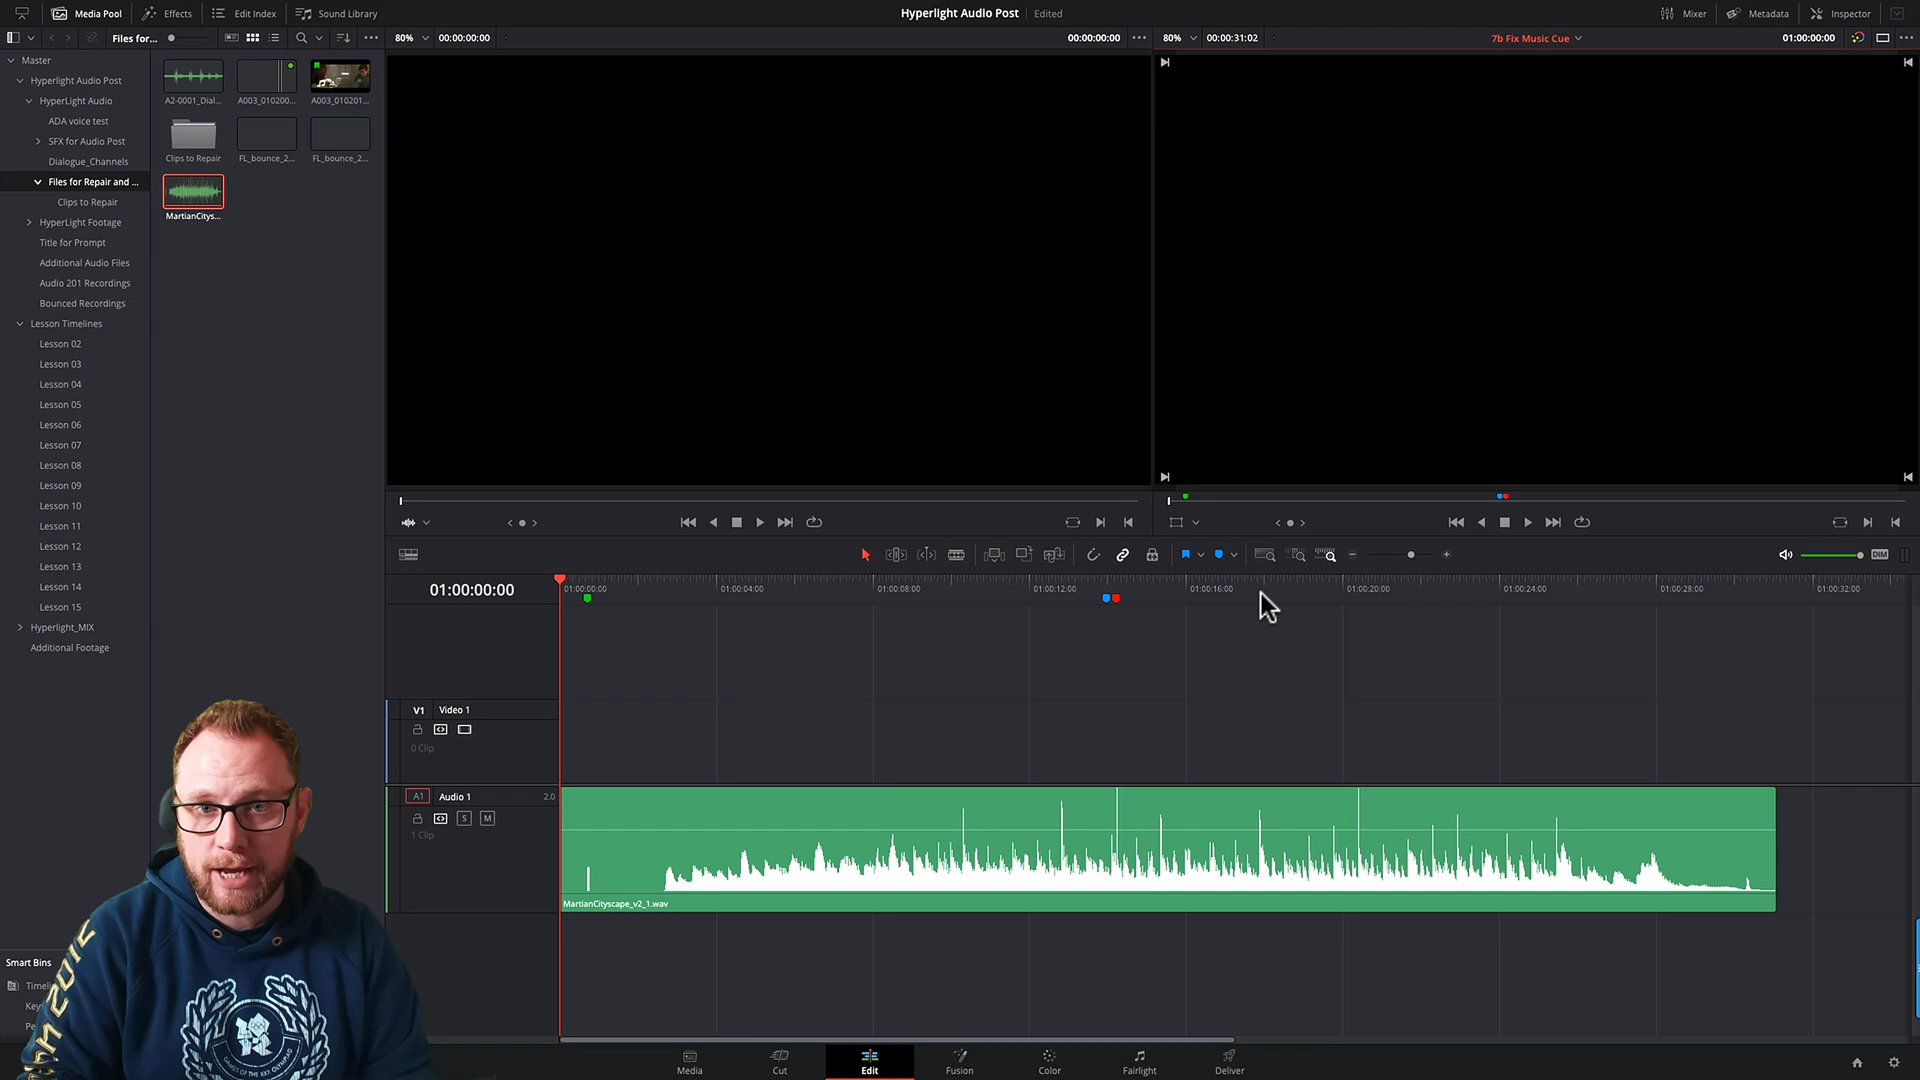 Media Pool
Effects
Edit Index
Sound Library
Hyperlight Audio Post
Edited
Mixer
Metadata
Inspector
Files for...
80%
00:00:00:00
00:00:00:00
80%
00:00:31:02
7b Fix Music Cue
01:00:00:00
Master
Hyperlight Audio Post
HyperLight Audio
ADA voice test
SFX for Audio Post
Dialogue_Channels
Files for Repair and ...
Clips to Repair
HyperLight Footage
Title for Prompt
Additional Audio Files
Audio 201 Recordings
Bounced Recordings
Lesson Timelines
Lesson 02
Lesson 03
Lesson 04
Lesson 05
Lesson 06
Lesson 07
Lesson 08
Lesson 09
Lesson 10
Lesson 11
Lesson 12
Lesson 13
Lesson 14
Lesson 15
Hyperlight_MIX
Additional Footage
Smart Bins
A2-0001_Dial...
A003_010200...
A003_010201...
Clips to Repair
FL_bounce_2...
FL_bounce_2...
MartianCitys...
DIM
01:00:00:00
01:00:00:00
01:00:04:00
01:00:08:00
01:00:12:00
01:00:16:00
01:00:20:00
01:00:24:00
01:00:28:00
01:00:32:00
V1
Video 1
0 Clip
A1
Audio 1
2.0
S
M
1 Clip
MartianCityscape_v2_1.wav
Media
Cut
Edit
Fusion
Color
Fairlight
Deliver